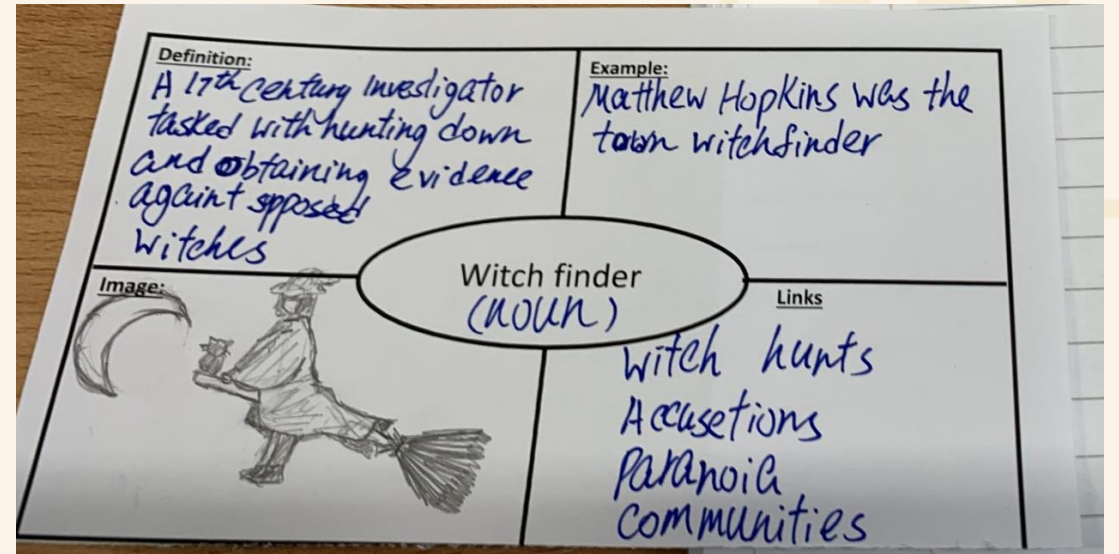 Definition:
A 17th century Investigator
tasked with hunting down
and obtaining evidence
againt spposed
witches
Example:
Matthew Hopkins was the
town witchfinder
Witch finder
(noun)
Image:
Links
witch hunts
Accusetions
Paranoia
communities